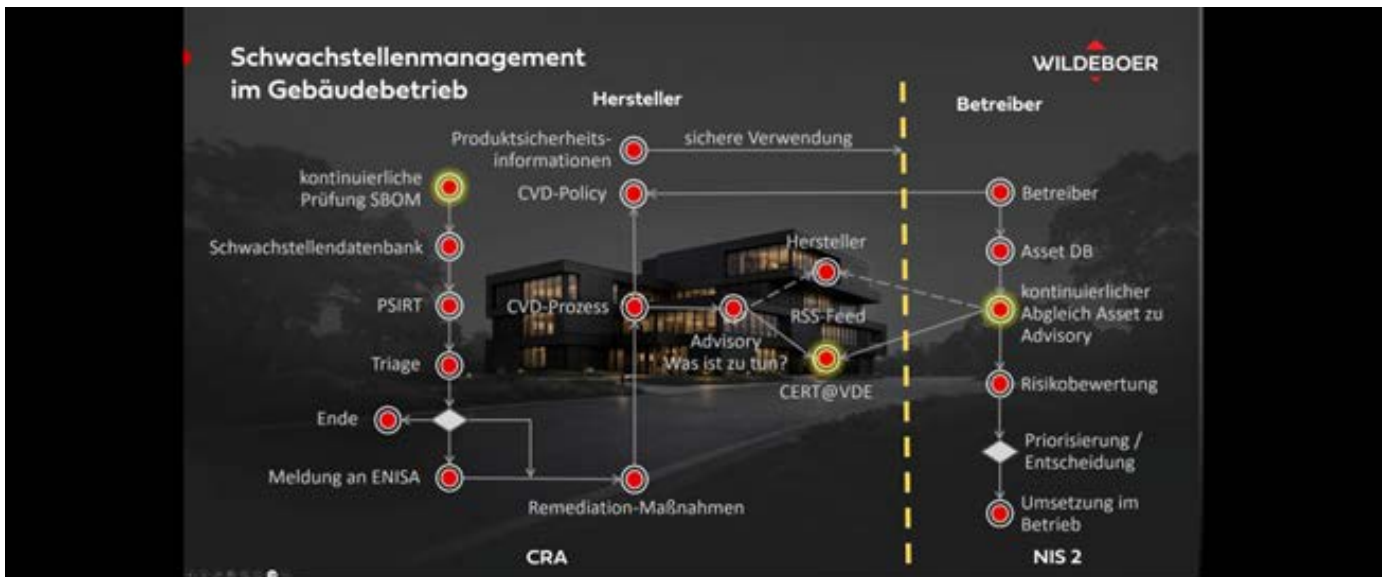 Schwachstellenmanagement
im Gebäudebetrieb
WILDEBOER
Hersteller
Betreiber
Produktsicherheits-
informationen
sichere Verwendung
kontinuierliche
Prüfung SBOM
CVD-Policy
Betreiber
Schwachstellendatenbank
Hersteller
Asset DB
PSIRT
CVD-Prozess
RSS-Feed
kontinuierlicher
Abgleich Asset zu
Advisory
Advisory
Was ist zu tun?
Triage
CERT@VDE
Risikobewertung
Ende
Priorisierung /
Entscheidung
Meldung an ENISA
Remediation-Maßnahmen
Umsetzung im
Betrieb
CRA
NIS 2